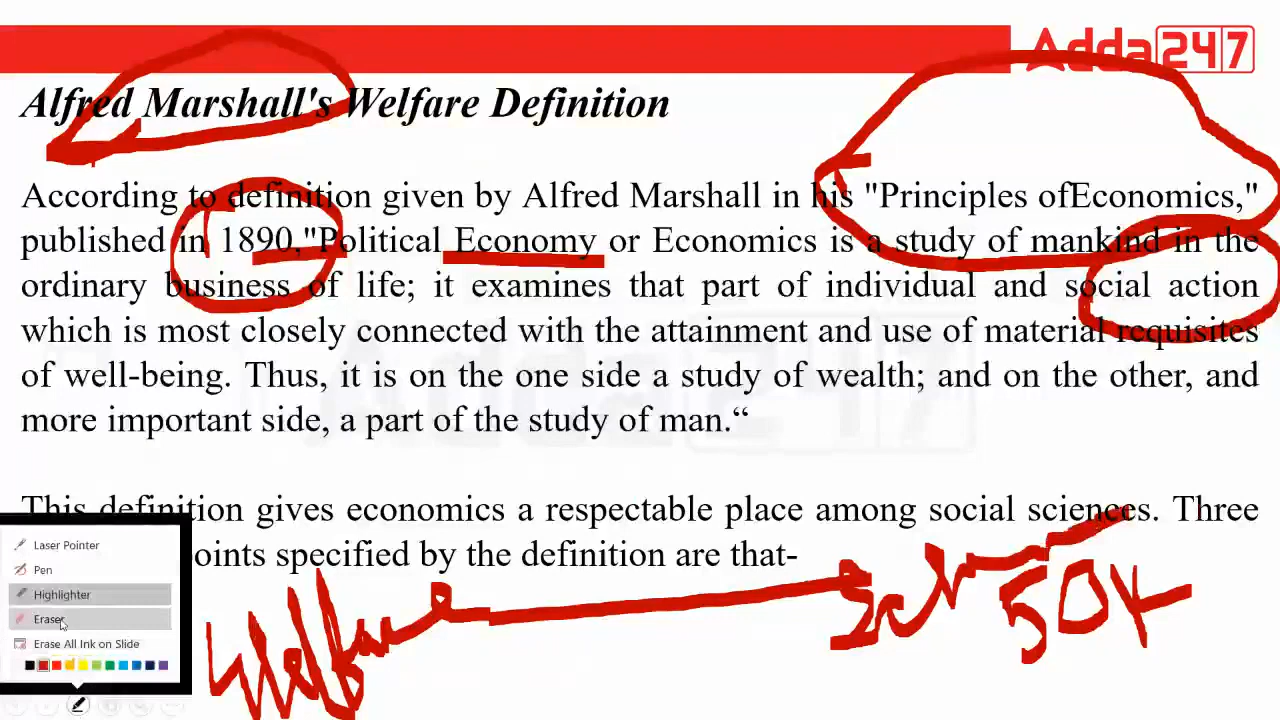 Adda247
Alfred Marshall's Welfare Definition
According to definition given by Alfred Marshall in his "Principles ofEconomics,"
published in 1890,"Political Economy or Economics is a study of mankind in the
ordinary business of life; it examines that part of individual and social action
which is most closely connected with the attainment and use of material requisites
of well-being. Thus, it is on the one side a study of wealth; and on the other, and
more important side, a part of the study of man.“
This definition gives economics a respectable place among social sciences. Three
points specified by the definition are that-
Laser Pointer
Pen
Highlighter
Eraser
Erase All Ink on Slide
Welfare
50K